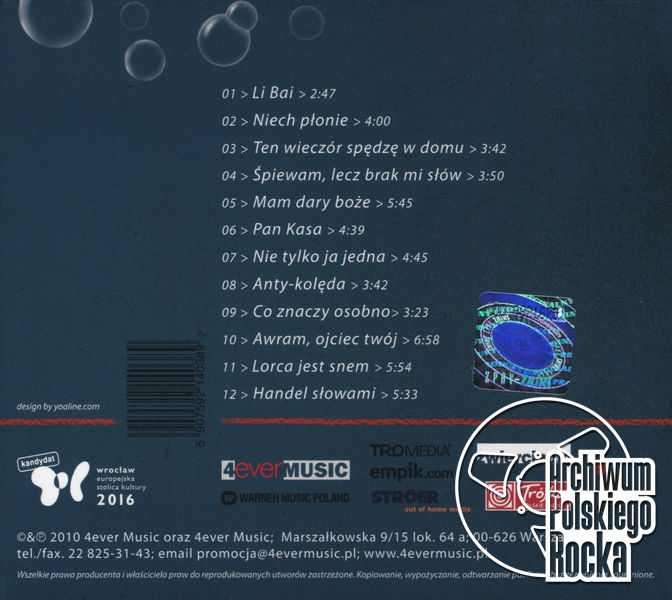 01 > Li Bai > 2:47
02 > Niech płonie > 4:00
03 > Ten wieczór spędzę w domu > 3:42
04 > Śpiewam, lecz brak mi słów > 3:50
05 > Mam dary boże > 5:45
06 > Pan Kasa > 4:39
07 > Nie tylko ja jedna > 4:45
08 > Anty-kolęda > 3:42
09 > Co znaczy osobno > 3:23
10 > Awram, ojciec twój > 6:58
11 > Lorca jest snem > 5:54
12 > Handel słowami > 5:33
design by yoaline.com
kandydat
wrocław
europejska
stolica kultury
2016
4everMUSIC
WARNER MUSIC POLAND
TROMEDIA
empik.com
STRÖER
out of home media
Archiwum
Polskiego
Rocka
©&℗ 2010 4ever Music oraz 4ever Music; Marszałkowska 9/15 lok. 64 a; 00-626
tel./fax. 22 825-31-43; email promocja@4evermusic.pl; www.4evermusic.pl
Wszelkie prawa producenta i właściciela praw do reprodukowanych utworów zastrzeżone. Kopiowanie, wypożyczanie, odtwarzanie